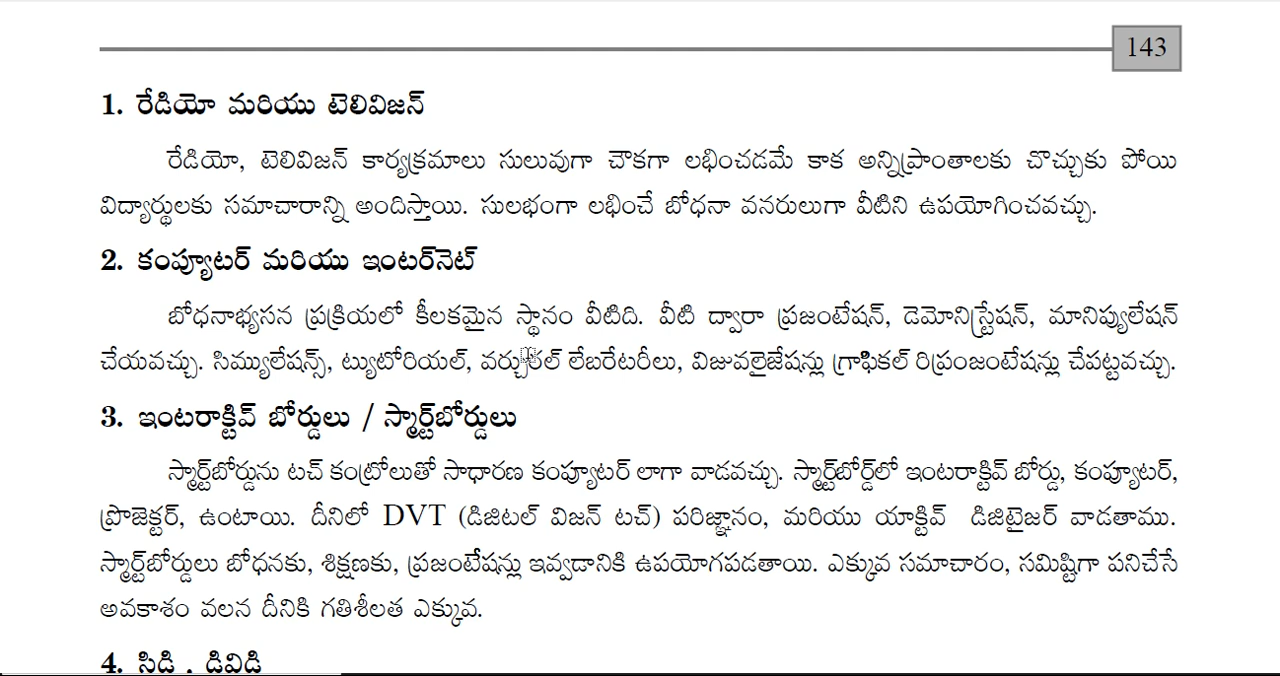 143
1. రేడియో మరియు టెలివిజన్
రేడియో, టెలివిజన్ కార్యక్రమాలు సులువుగా చౌకగా లభించడమే కాక అన్నిప్రాంతాలకు చొచ్చుకు పోయి
విద్యార్థులకు సమాచారాన్ని అందిస్తాయి. సులభంగా లభించే బోధనా వనరులుగా వీటిని ఉపయోగించవచ్చు.
2. కంప్యూటర్ మరియు ఇంటర్‌నెట్
బోధనాభ్యసన ప్రక్రియలో కీలకమైన స్థానం వీటిది. వీటి ద్వారా ప్రజంటేషన్, డెమోనిస్ట్రేషన్, మానిప్యులేషన్
చేయవచ్చు. సిమ్యులేషన్స్, ట్యుటోరియల్, వర్చువల్ లేబరేటరీలు, విజువలైజేషన్లు గ్రాఫికల్ రిప్రంజంటేషన్లు చేపట్టవచ్చు.
3. ఇంటరాక్టివ్ బోర్డులు / స్మార్ట్‌బోర్డులు
స్మార్ట్‌బోర్డును టచ్ కంట్రోలుతో సాధారణ కంప్యూటర్ లాగా వాడవచ్చు. స్మార్ట్‌బోర్డ్‌లో ఇంటరాక్టివ్ బోర్డు, కంప్యూటర్,
ప్రొజెక్టర్, ఉంటాయి. దీనిలో DVT (డిజిటల్ విజన్ టచ్) పరిజ్ఞానం, మరియు యాక్టివ్ డిజిటైజర్ వాడతాము.
స్మార్ట్‌బోర్డులు బోధనకు, శిక్షణకు, ప్రజంటేషన్లు ఇవ్వడానికి ఉపయోగపడతాయి. ఎక్కువ సమాచారం, సమిష్టిగా పనిచేసే
అవకాశం వలన దీనికి గతిశీలత ఎక్కువ.
4. సిడి , డివిడి